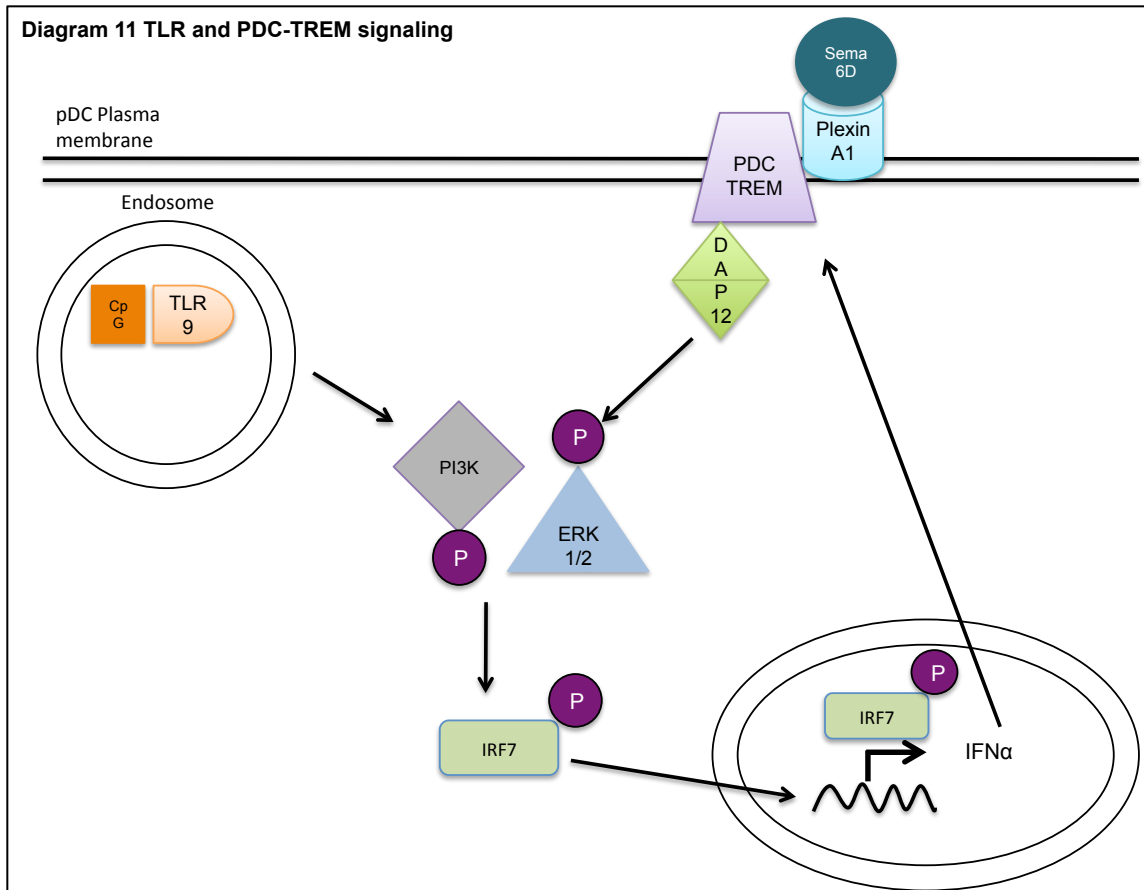 Diagram 11 TLR and PDC-TREM signaling
Sema
6D
pDC Plasma
membrane
Plexin
A1
PDC
TREM
Endosome
D
A
P
12
Cp
G
TLR
9
P
PI3K
P
ERK
1/2
P
IRF7
P
IRF7
IFNα